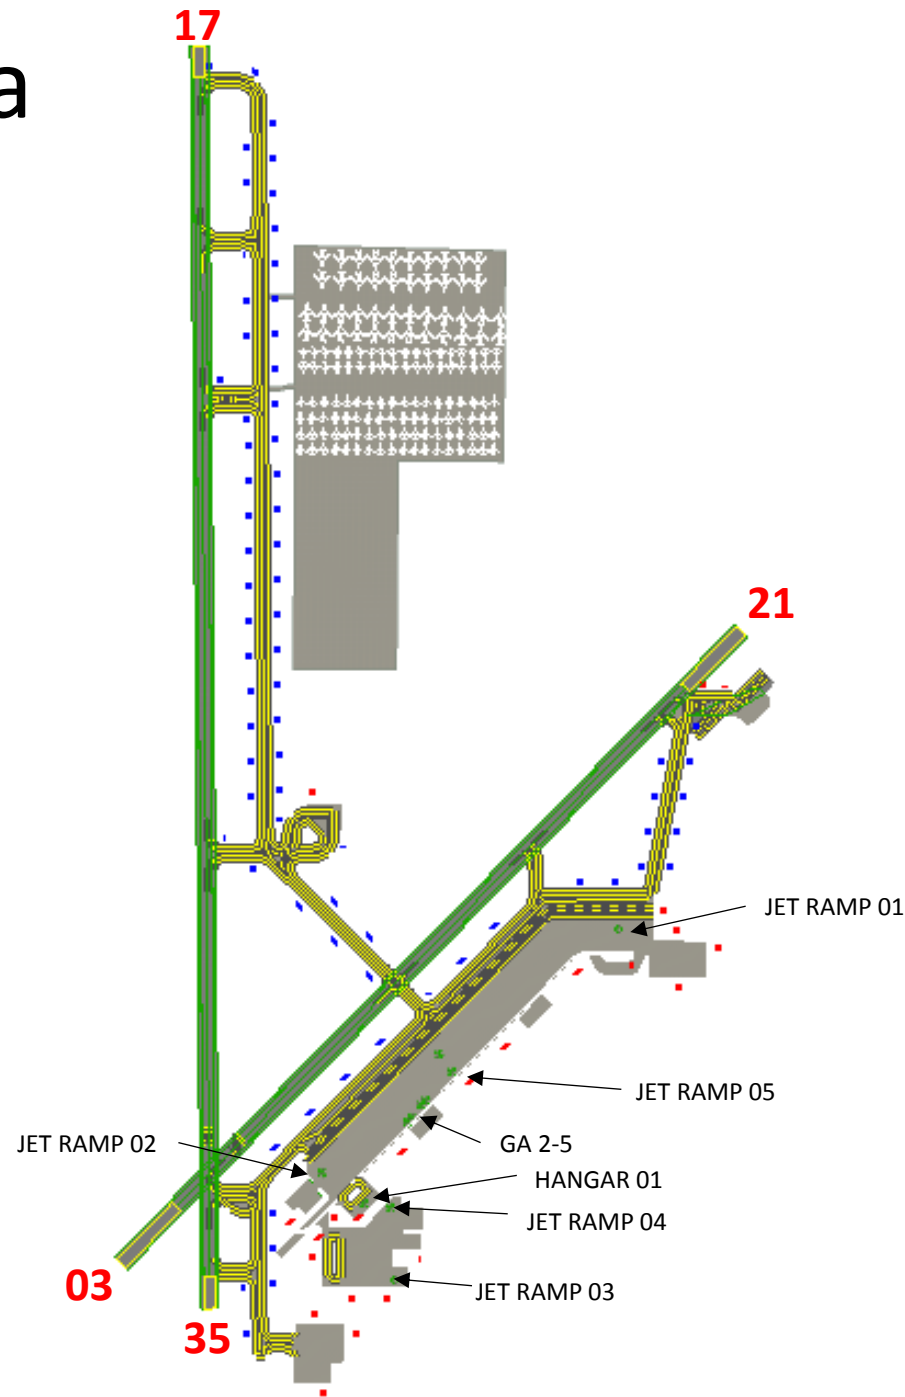 17
a
21
JET RAMP 01
JET RAMP 05
JET RAMP 02
GA 2-5
HANGAR 01
JET RAMP 04
03
JET RAMP 03
35